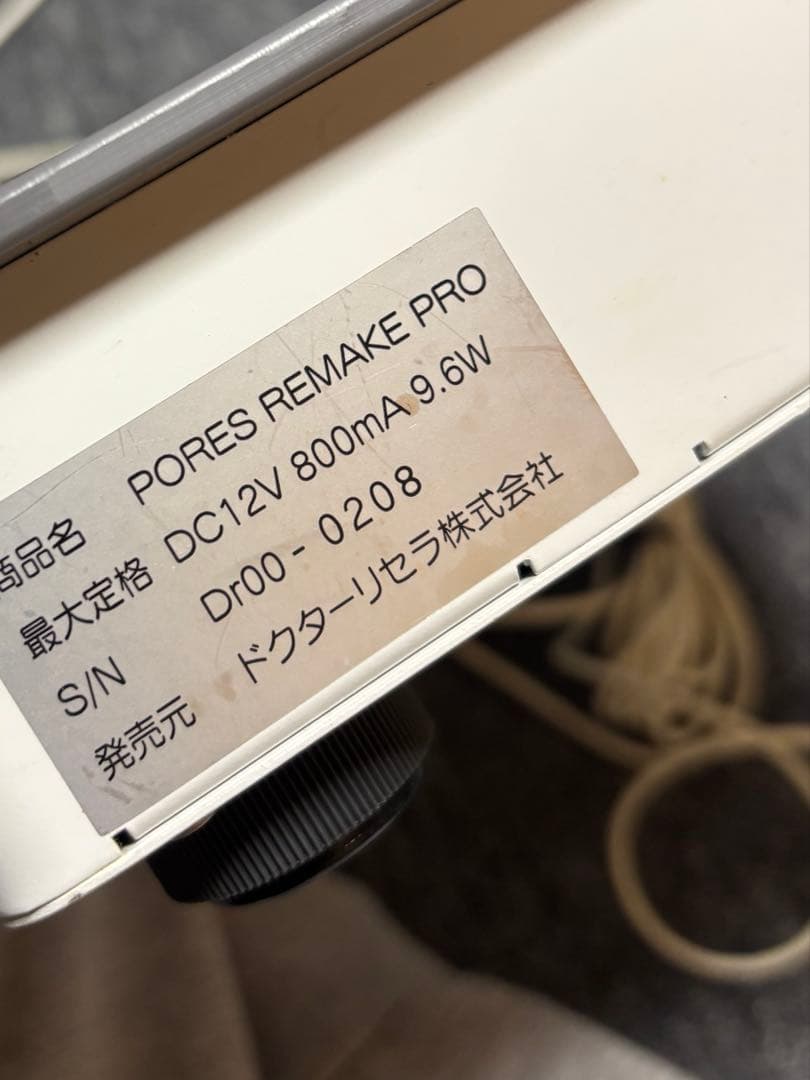 商品名 PORES REMAKE PRO
最大定格 DC12V 800mA 9.6W
S/N Dr00-0208
発売元 ドクターリセラ株式会社